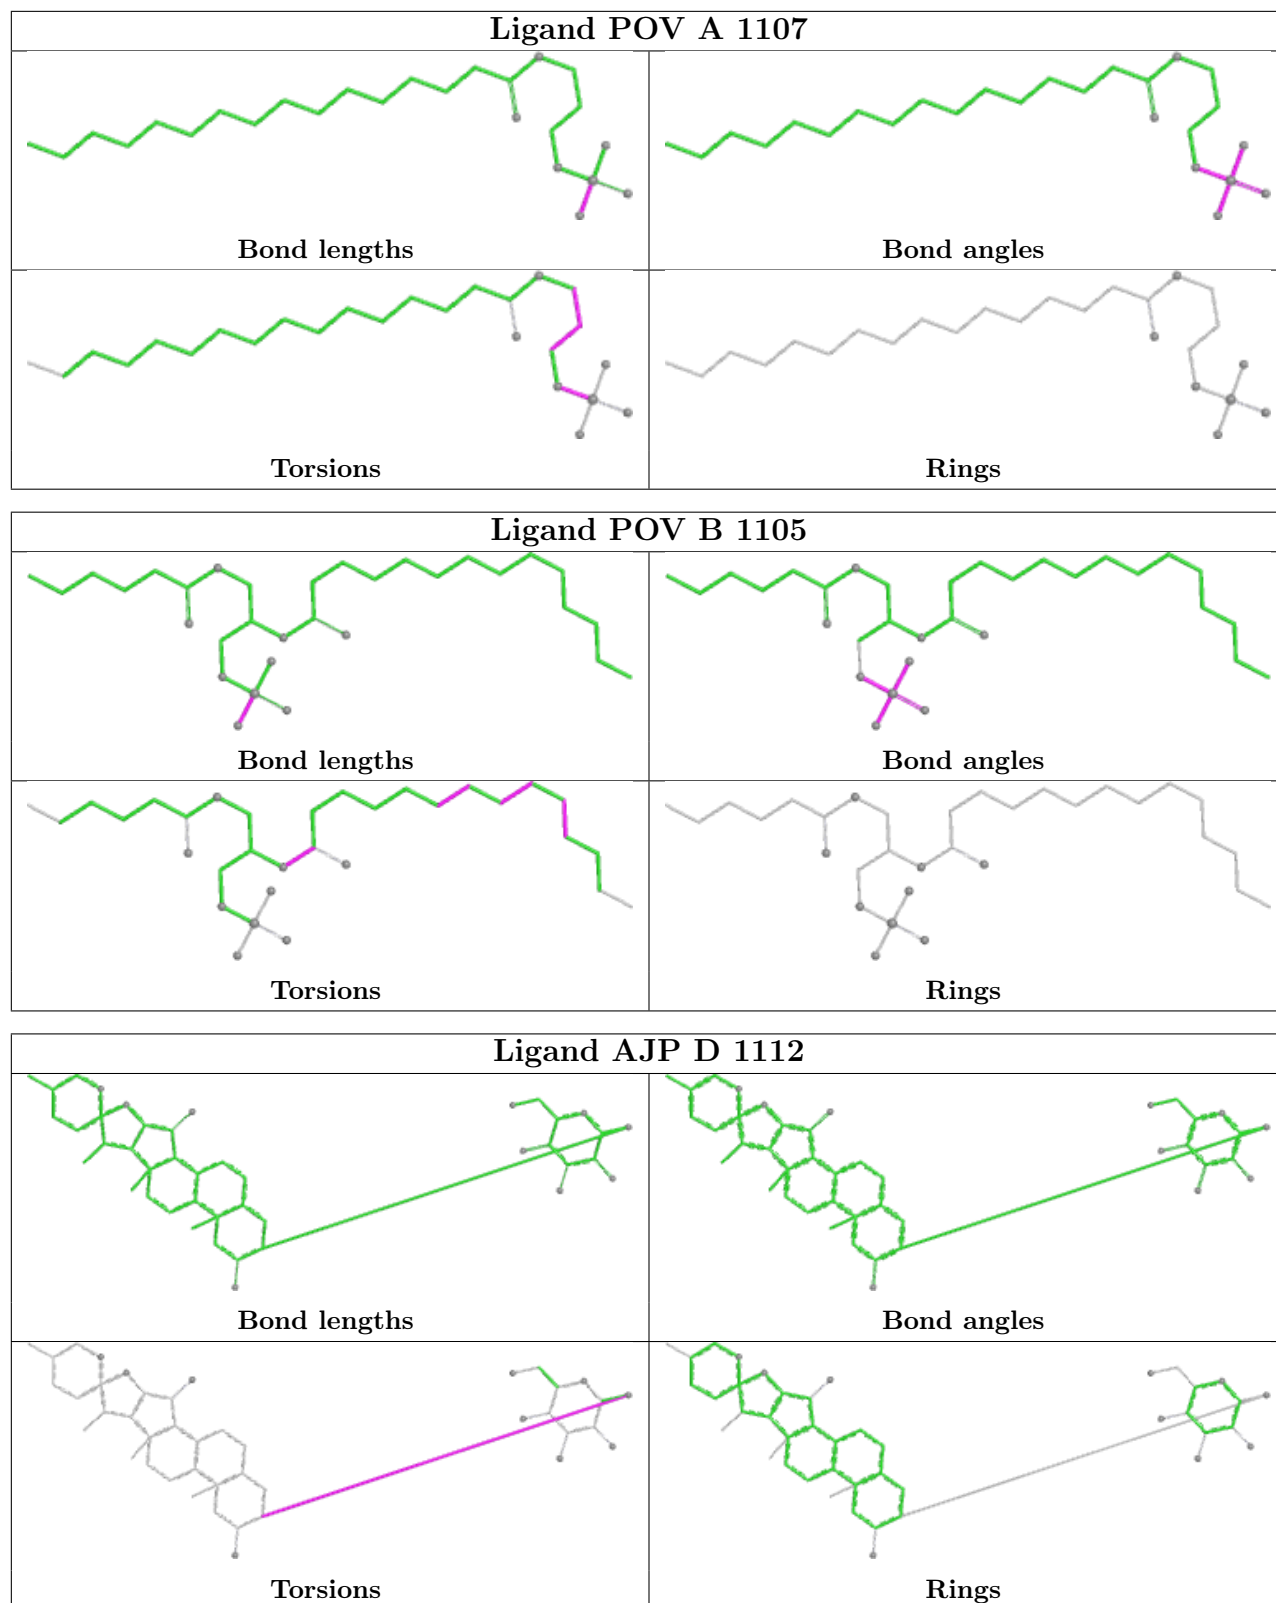 Ligand POV A 1107
Bond lengths
Bond angles
Torsions
Rings
Ligand POV B 1105
Bond lengths
Bond angles
Torsions
Rings
Ligand AJP D 1112
Bond lengths
Bond angles
Torsions
Rings